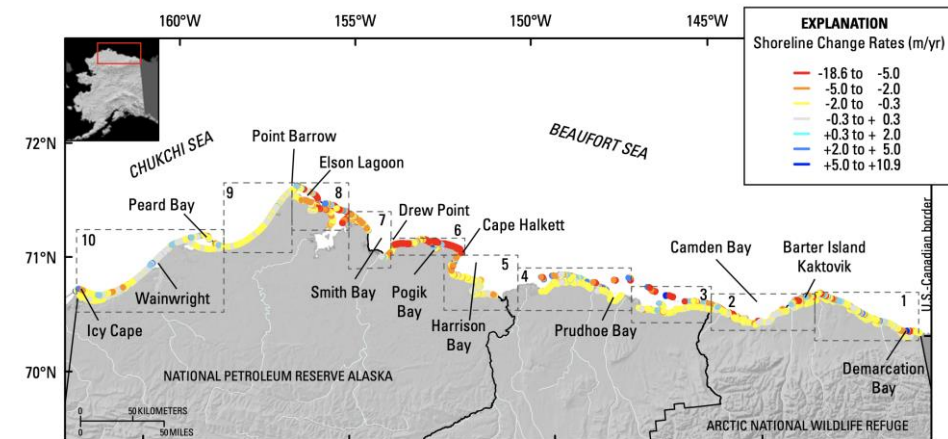 160°W
155°W
150°W
145°W
EXPLANATION
Shoreline Change Rates (m/yr)
-18.6 to -5.0
-5.0 to -2.0
-2.0 to -0.3
-0.3 to + 0.3
+0.3 to + 2.0
+2.0 to + 5.0
+5.0 to +10.9
72°N
71°N
70°N
CHUKCHI SEA
BEAUFORT SEA
Point Barrow
Elson Lagoon
Peard Bay
Drew Point
Cape Halkett
Camden Bay
Barter Island
Kaktovik
U.S.-Canadian border
10
9
8
7
6
5
4
3
2
1
Wainwright
Icy Cape
Smith Bay
Pogik
Bay
Harrison
Bay
Prudhoe Bay
Demarcation
Bay
NATIONAL PETROLEUM RESERVE ALASKA
ARCTIC NATIONAL WILDLIFE REFUGE
0 50 KILOMETERS
0 50 MILES